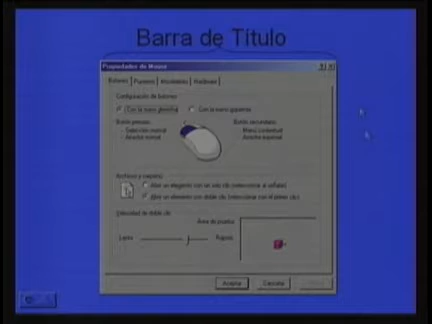 Barra de Título
Propiedades de Mouse
Botones Punteros Movimiento Hardware
Configuración de botones
Con la mano derecha Con la mano izquierda
Botón primario: Botón secundario:
- Selección normal - Menú contextual
- Arrastre normal - Arrastre especial
Archivos y carpetas
Abrir un elemento con un solo clic (seleccionar al señalar)
Abrir un elemento con doble clic (seleccionar con el primer clic)
Velocidad de doble clic
Área de prueba:
Lenta Rápida
Aceptar Cancelar